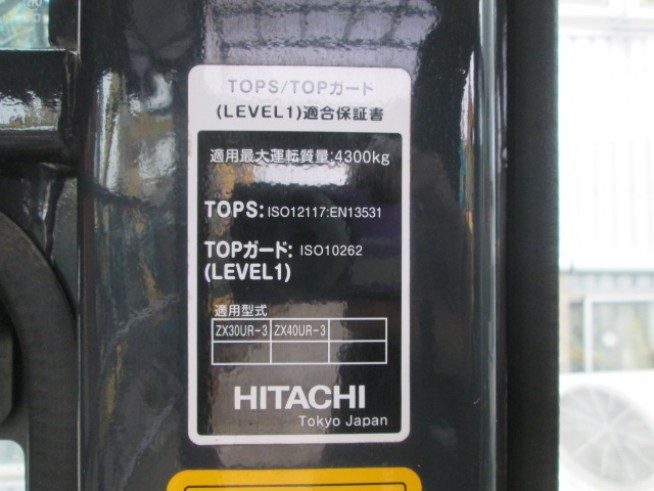 TOPS/TOPガード
(LEVEL1)適合保証書
適用最大運転質量:4300kg
TOPS: ISO12117:EN13531
TOPガード: ISO10262
(LEVEL1)
適用型式
ZX30UR-3 ZX40UR-3
HITACHI
Tokyo Japan